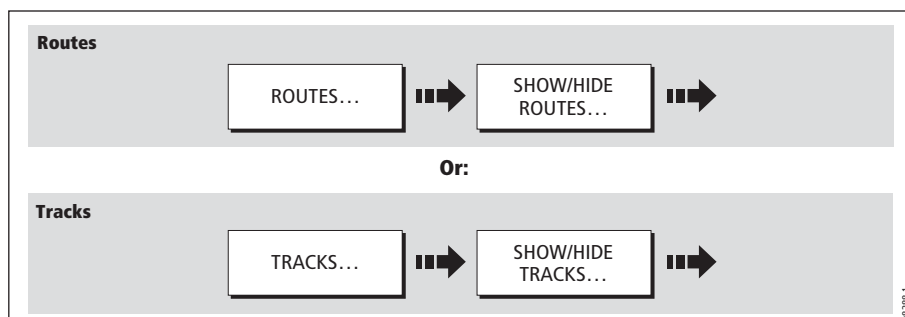 Routes
ROUTES...
SHOW/HIDE
ROUTES...
Or:
Tracks
TRACKS...
SHOW/HIDE
TRACKS...